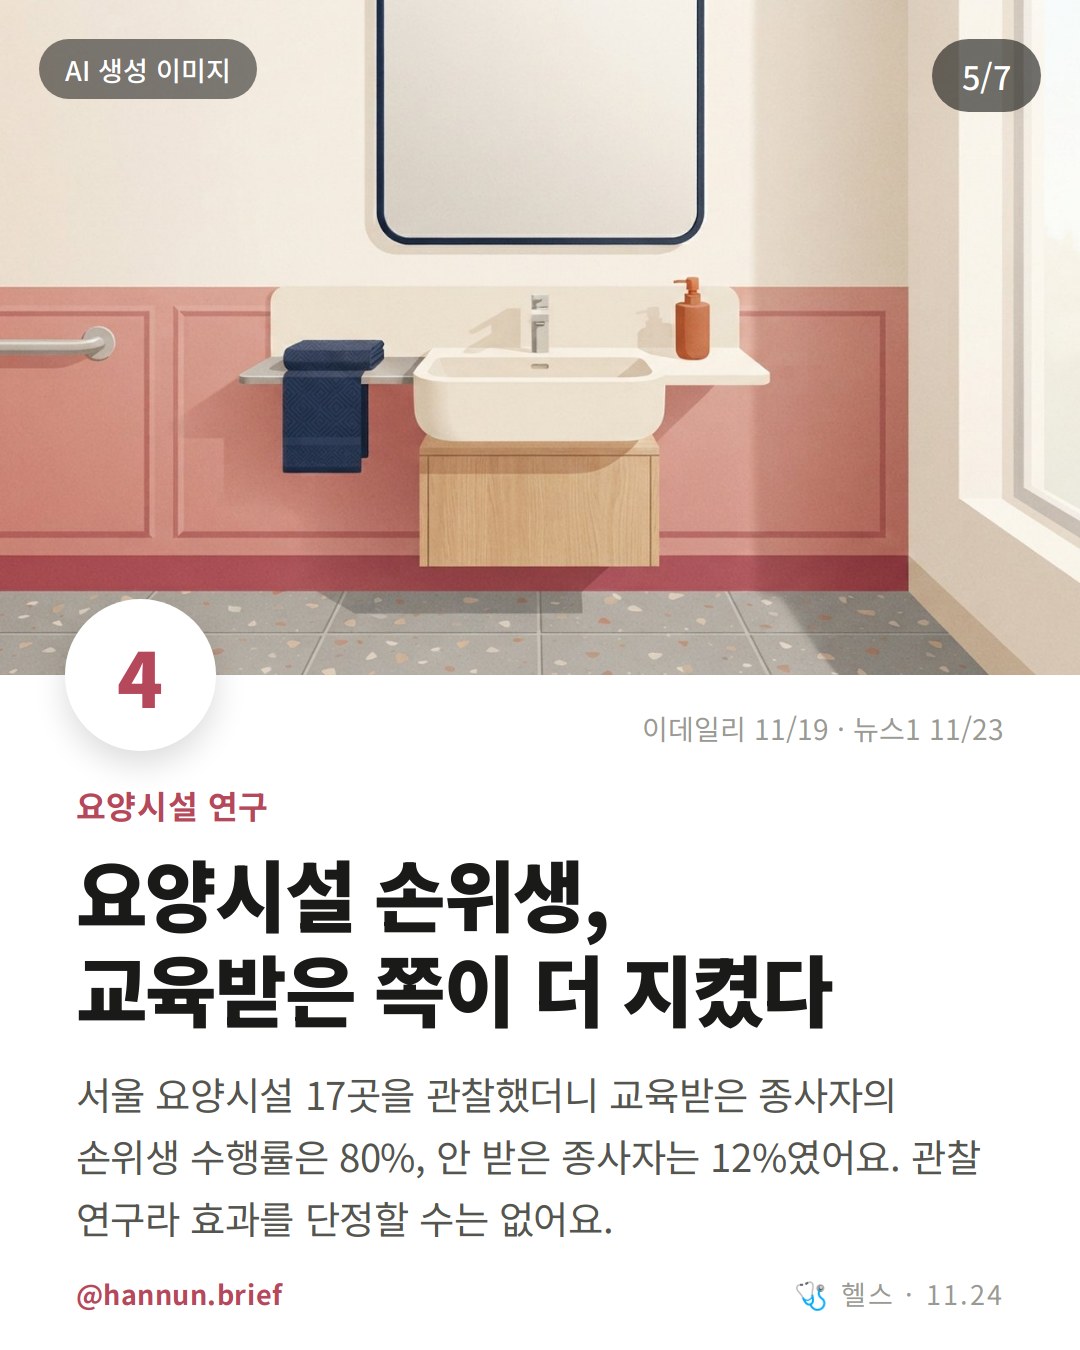 AI 생성 이미지
5/7
4
이데일리 11/19 · 뉴스1 11/23
요양시설 연구
요양시설 손위생,
교육받은 쪽이 더 지켰다
서울 요양시설 17곳을 관찰했더니 교육받은 종사자의
손위생 수행률은 80%, 안 받은 종사자는 12%였어요. 관찰
연구라 효과를 단정할 수는 없어요.
@hannun.brief
🩺 헬스 · 11.24